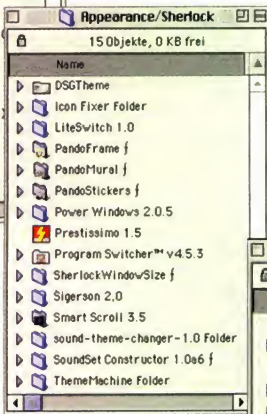 Appearance/Sherlock
15 Objekte, 0 KB frei
Name
DSGTheme
Icon Fixer Folder
LiteSwitch 1.0
PandoFrame ƒ
PandoMural ƒ
PandoStickers ƒ
Power Windows 2.0.5
Prestissimo 1.5
Program Switcher™ v4.5.3
SherlockWindowSize ƒ
Sigerson 2.0
Smart Scroll 3.5
sound-theme-changer-1.0 Folder
SoundSet Constructor 1.0a6 ƒ
ThemeMachine Folder